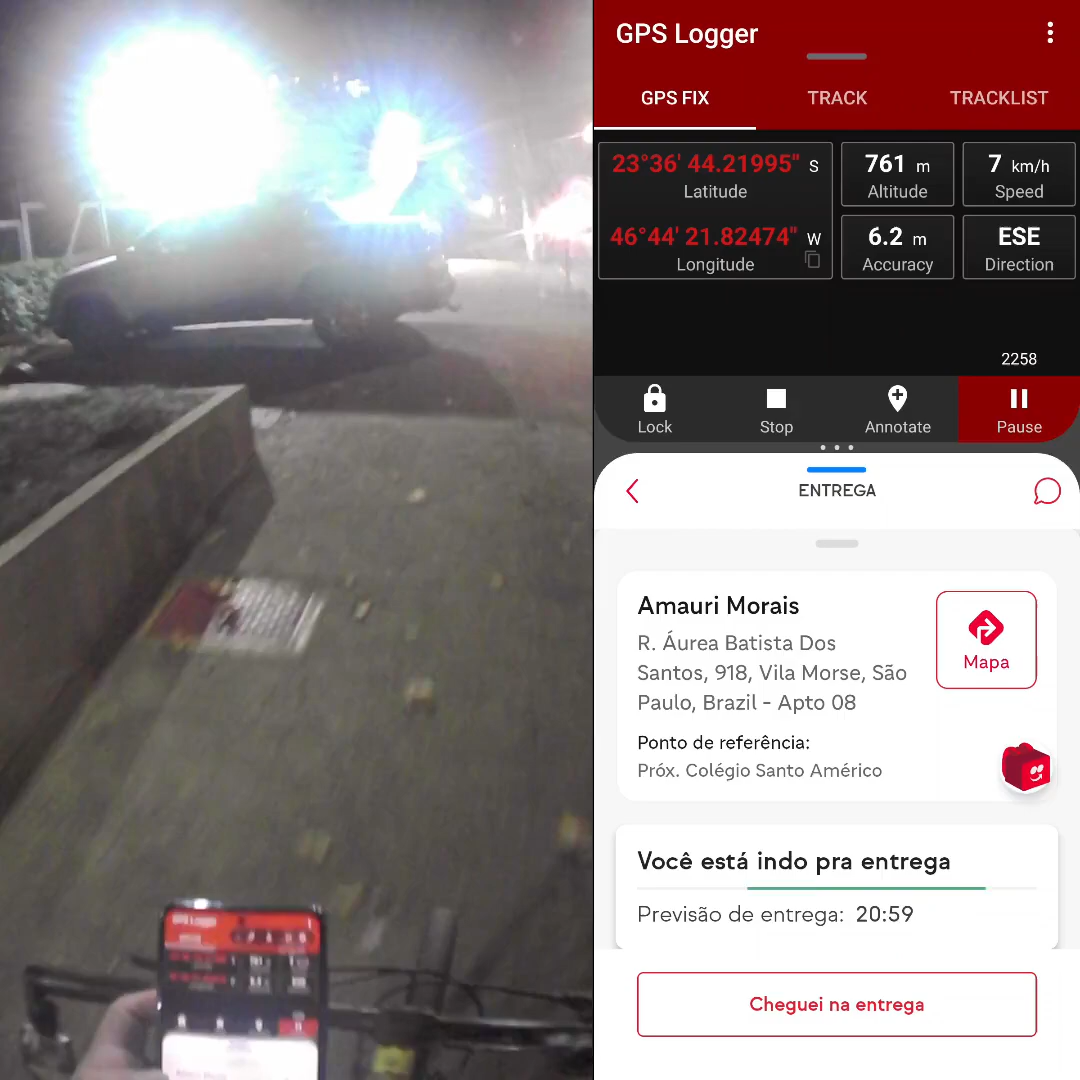 GPS Logger
GPS FIX TRACK TRACKLIST
23°36' 44.21995" S
Latitude
761 m
Altitude
7 km/h
Speed
46°44' 21.82474" W
Longitude
6.2 m
Accuracy
ESE
Direction
2258
Lock Stop Annotate Pause
ENTREGA
Amauri Morais
R. Áurea Batista Dos
Santos, 918, Vila Morse, São
Paulo, Brazil - Apto 08
Mapa
Ponto de referência:
Próx. Colégio Santo Américo
Você está indo pra entrega
Previsão de entrega: 20:59
Cheguei na entrega
GPS Logger